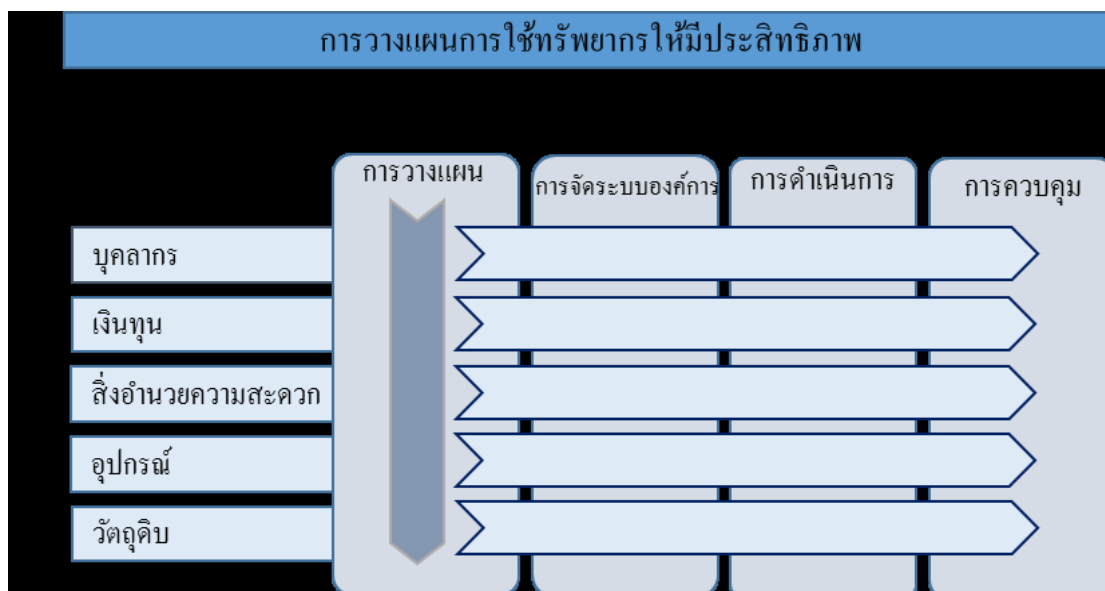 การวางแผนการใช้ทรัพยากรให้มีประสิทธิภาพ
การวางแผน
การจัดระบบองค์การ
การดำเนินการ
การควบคุม
บุคลากร
เงินทุน
สิ่งอำนวยความสะดวก
อุปกรณ์
วัตถุดิบ